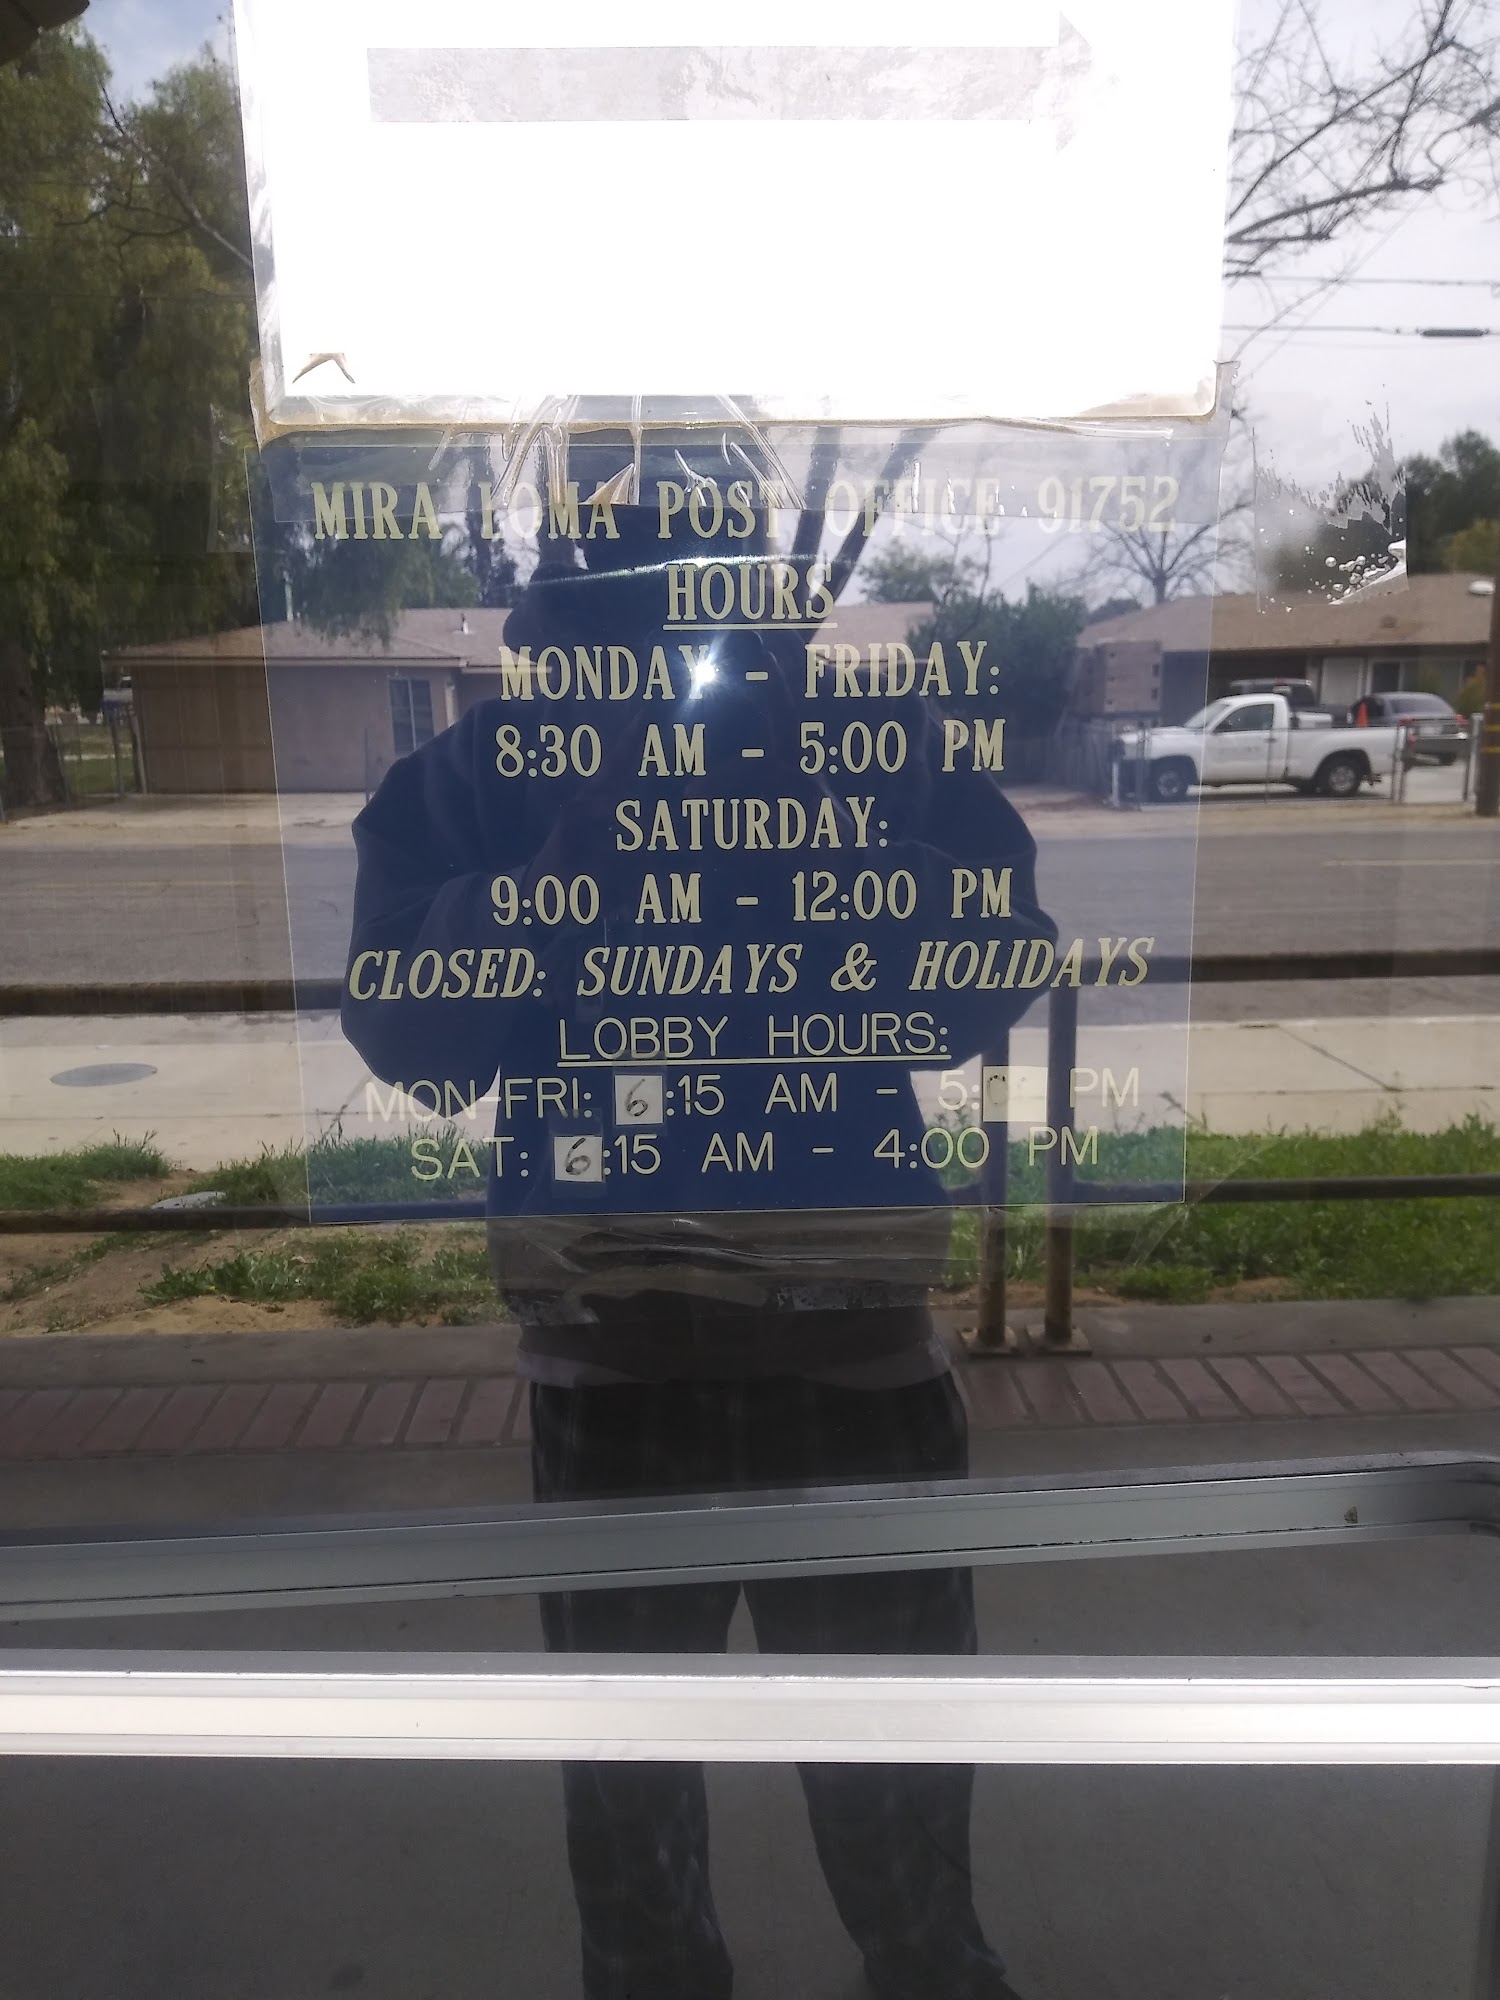 MIRA LOMA POST OFFICE 91752
HOURS
MONDAY - FRIDAY:
8:30 AM - 5:00 PM
SATURDAY:
9:00 AM - 12:00 PM
CLOSED: SUNDAYS & HOLIDAYS
LOBBY HOURS:
MON-FRI: 6:15 AM - 5: PM
SAT: 6:15 AM - 4:00 PM